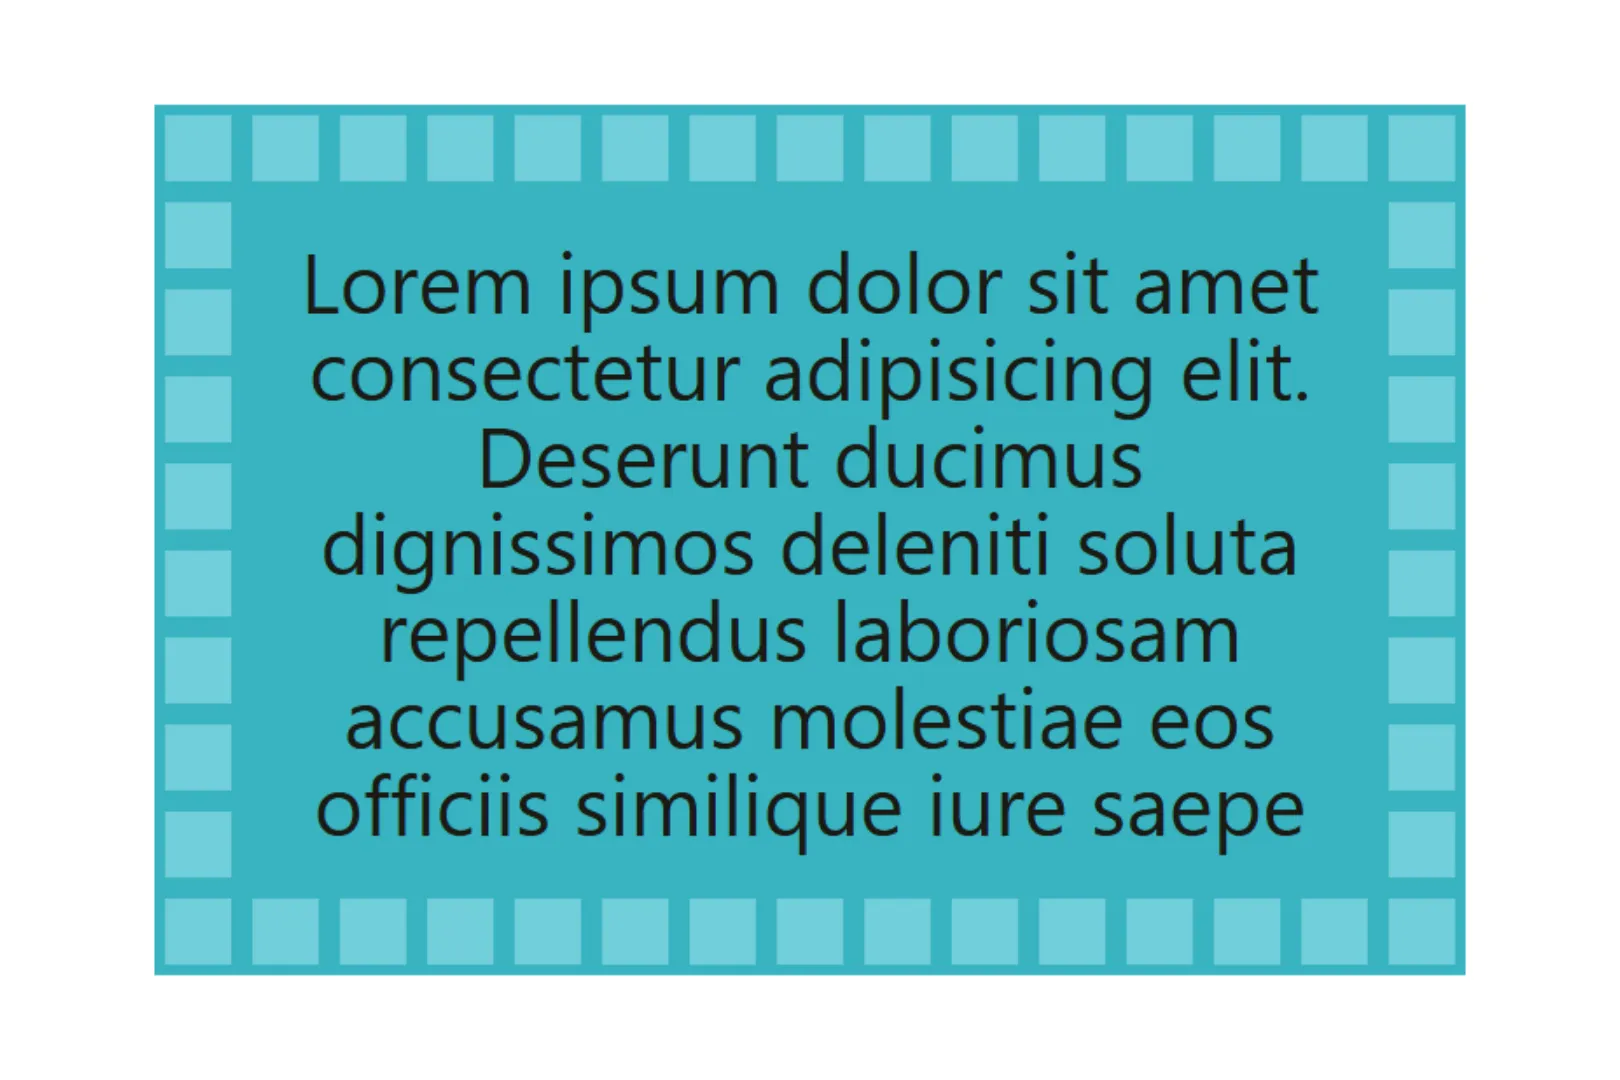 Lorem ipsum dolor sit amet
consectetur adipisicing elit.
Deserunt ducimus
dignissimos deleniti soluta
repellendus laboriosam
accusamus molestiae eos
officiis similique iure saepe